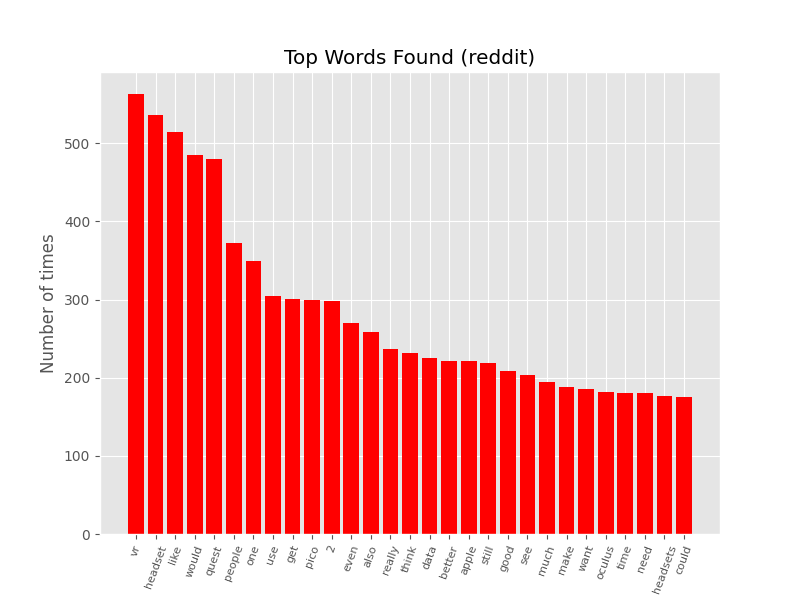 Top Words Found (reddit)
Number of times
500
400
300
200
100
0
vr
headset
like
would
quest
people
one
use
get
pico
2
even
also
really
think
data
better
apple
still
good
see
much
make
want
oculus
time
need
headsets
could